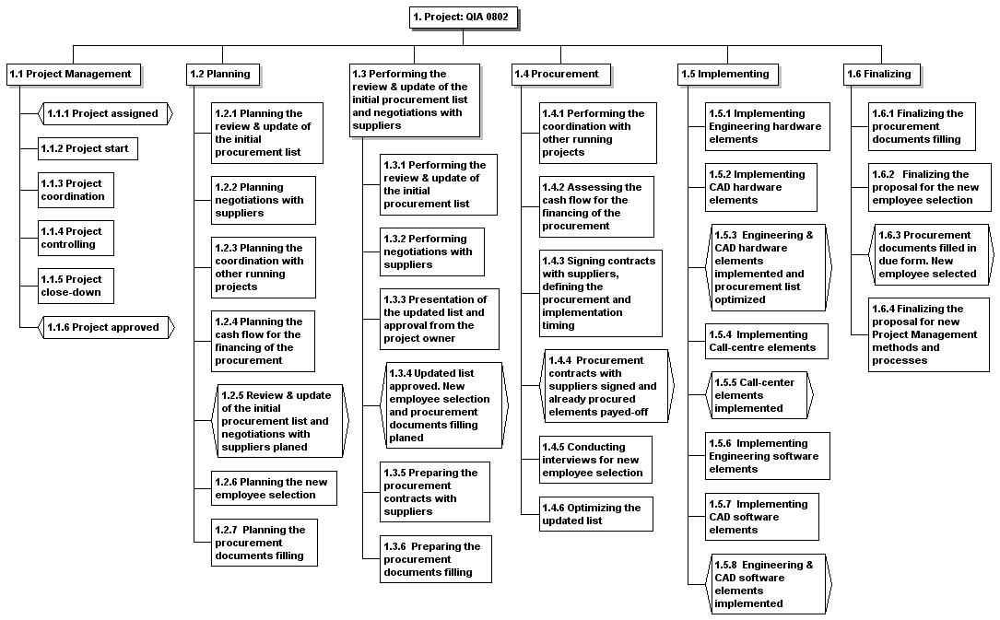 1. Project: QIA 0802
1.1 Project Management
1.1.1 Project assigned
1.1.2 Project start
1.1.3 Project
coordination
1.1.4 Project
controlling
1.1.5 Project
close-down
1.1.6 Project approved
1.2 Planning
1.2.1 Planning the
review & update of
the initial
procurement list
1.2.2 Planning
negotiations with
suppliers
1.2.3 Planning the
coordination with
other running
projects
1.2.4 Planning the
cash flow for the
financing of the
procurement
1.2.5 Review & update
of the initial
procurement list and
negotiations with
suppliers planed
1.2.6 Planning the new
employee selection
1.2.7 Planning the
procurement
documents filling
1.3 Performing the
review & update of the
initial procurement list
and negotiations with
suppliers
1.3.1 Performing the
review & update of
the initial
procurement list
1.3.2 Performing
negotiations with
suppliers
1.3.3 Presentation of
the updated list and
approval from the
project owner
1.3.4 Updated list
approved. New
employee selection
and procurement
documents filling
planed
1.3.5 Preparing the
procurement
contracts with
suppliers
1.3.6 Preparing the
procurement
documents filling
1.4 Procurement
1.4.1 Performing the
coordination with
other running
projects
1.4.2 Assessing the
cash flow for the
financing of the
procurement
1.4.3 Signing contracts
with suppliers,
defining the
procurement and
implementation
timing
1.4.4 Procurement
contracts with
suppliers signed and
already procured
elements payed-off
1.4.5 Conducting
interviews for new
employee selection
1.4.6 Optimizing the
updated list
1.5 Implementing
1.5.1 Implementing
Engineering hardware
elements
1.5.2 Implementing
CAD hardware
elements
1.5.3 Engineering &
CAD hardware
elements
implemented and
procurement list
optimized
1.5.4 Implementing
Call-centre elements
1.5.5 Call-center
elements
implemented
1.5.6 Implementing
Engineering software
elements
1.5.7 Implementing
CAD software
elements
1.5.8 Engineering &
CAD software
elements
implemented
1.6 Finalizing
1.6.1 Finalizing the
procurement
documents filling
1.6.2 Finalizing the
proposal for the new
employee selection
1.6.3 Procurement
documents filled in
due form. New
employee selected
1.6.4 Finalizing the
proposal for new
Project Management
methods and
processes